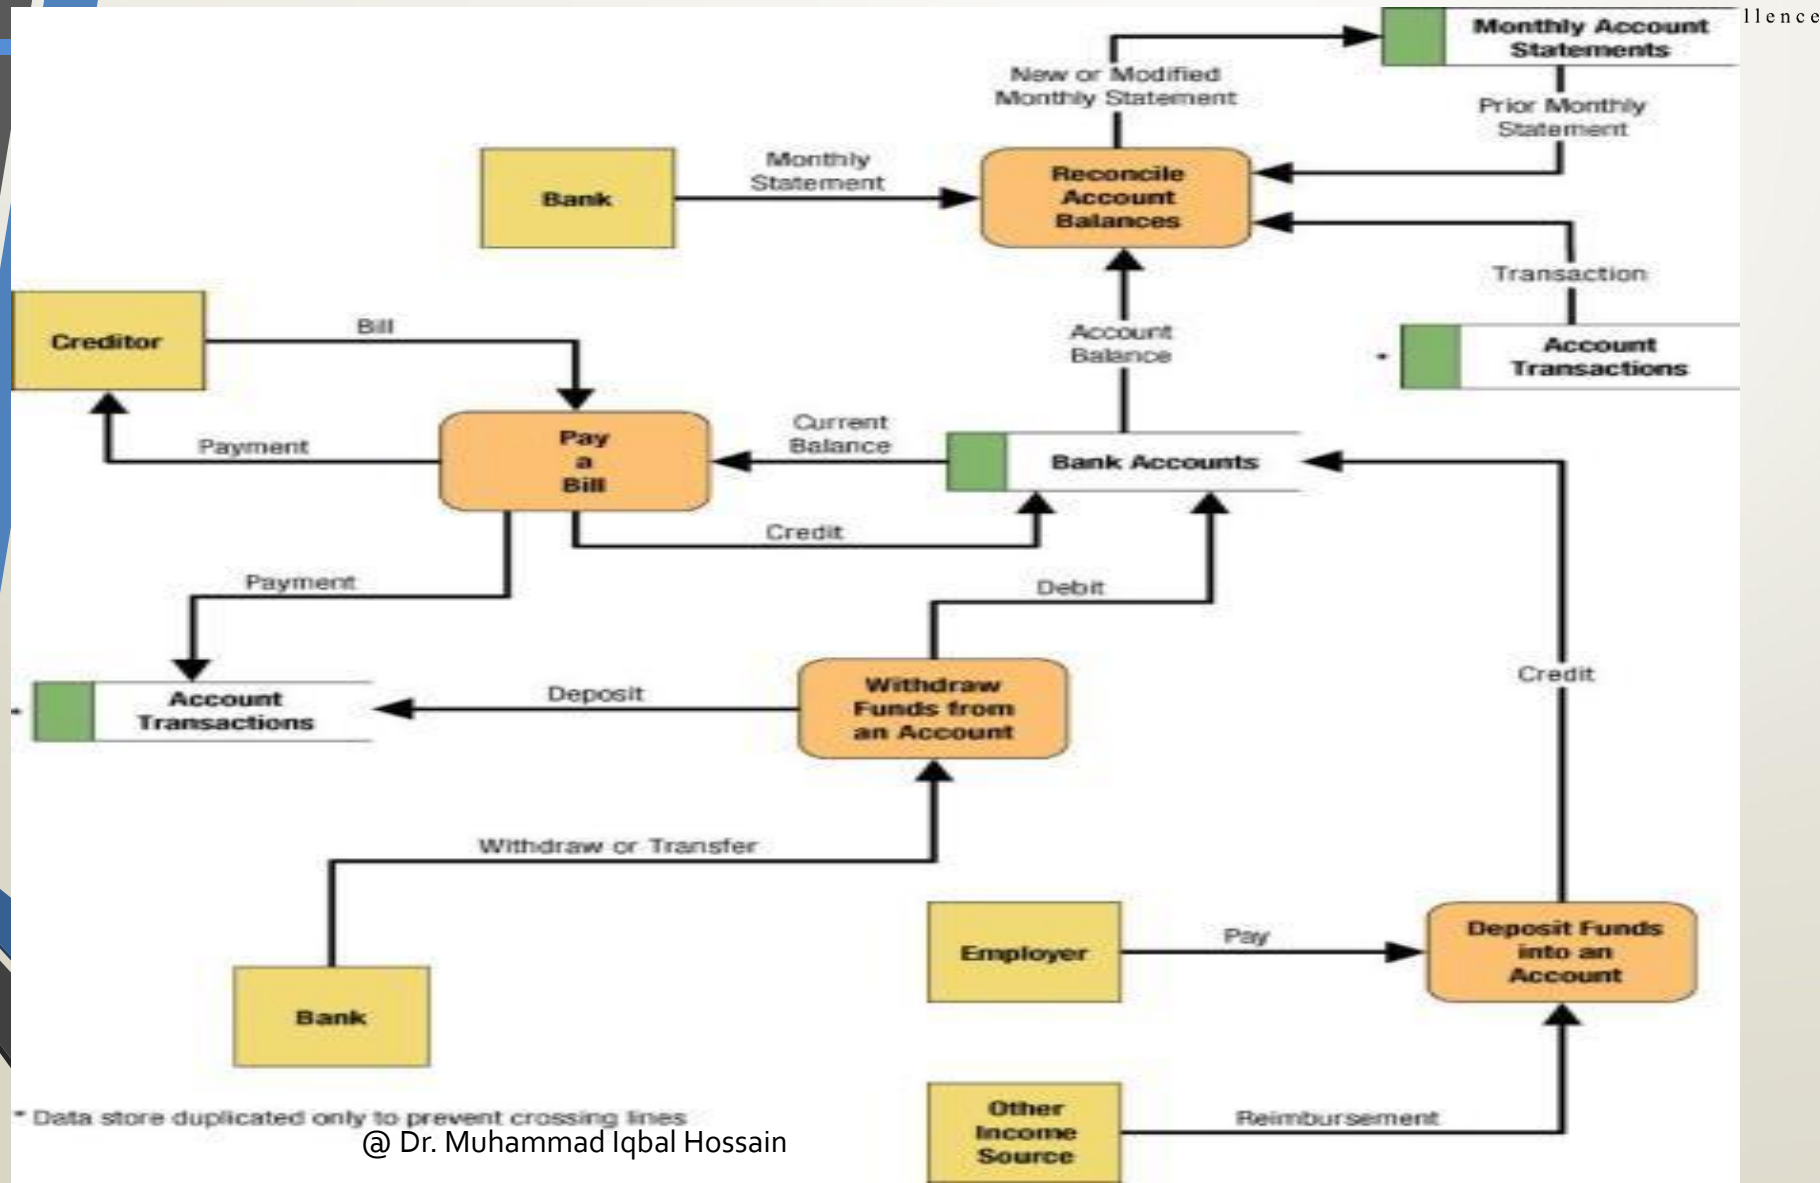 llence
Monthly Account
Statements
New or Modified
Monthly Statement
Prior Monthly
Statement
Bank
Monthly
Statement
Reconcile
Account
Balances
Transaction
Creditor
Bill
Account
Balance
*
Account
Transactions
Payment
Pay
a
Bill
Current
Balance
Bank Accounts
Credit
Payment
Debit
*
Account
Transactions
Deposit
Withdraw
Funds from
an Account
Credit
Withdraw or Transfer
Employer
Pay
Deposit Funds
into an
Account
Bank
Other
Income
Source
Reimbursement
* Data store duplicated only to prevent crossing lines
@ Dr. Muhammad Iqbal Hossain